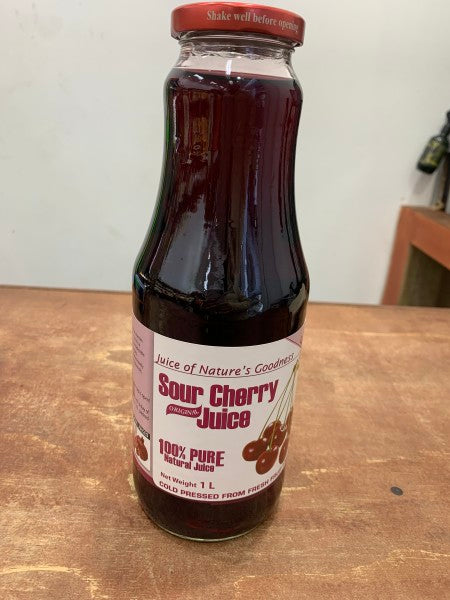 Shake well before opening
Juice of Nature's Goodness
Sour Cherry
ORIGINAL
Juice
100% PURE
Natural Juice
Net Weight 1 L
COLD PRESSED FROM FRESH